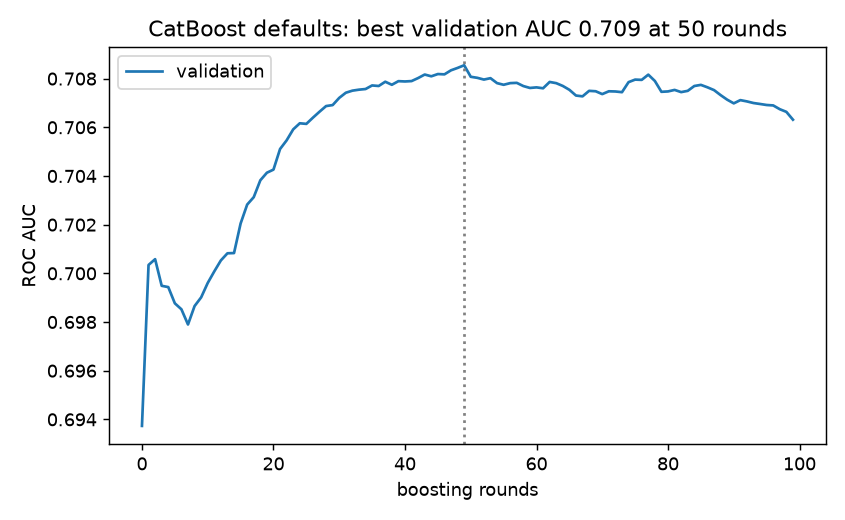 CatBoost defaults: best validation AUC 0.709 at 50 rounds
validation
ROC AUC
0.708
0.706
0.704
0.702
0.700
0.698
0.696
0.694
0 20 40 60 80 100
boosting rounds